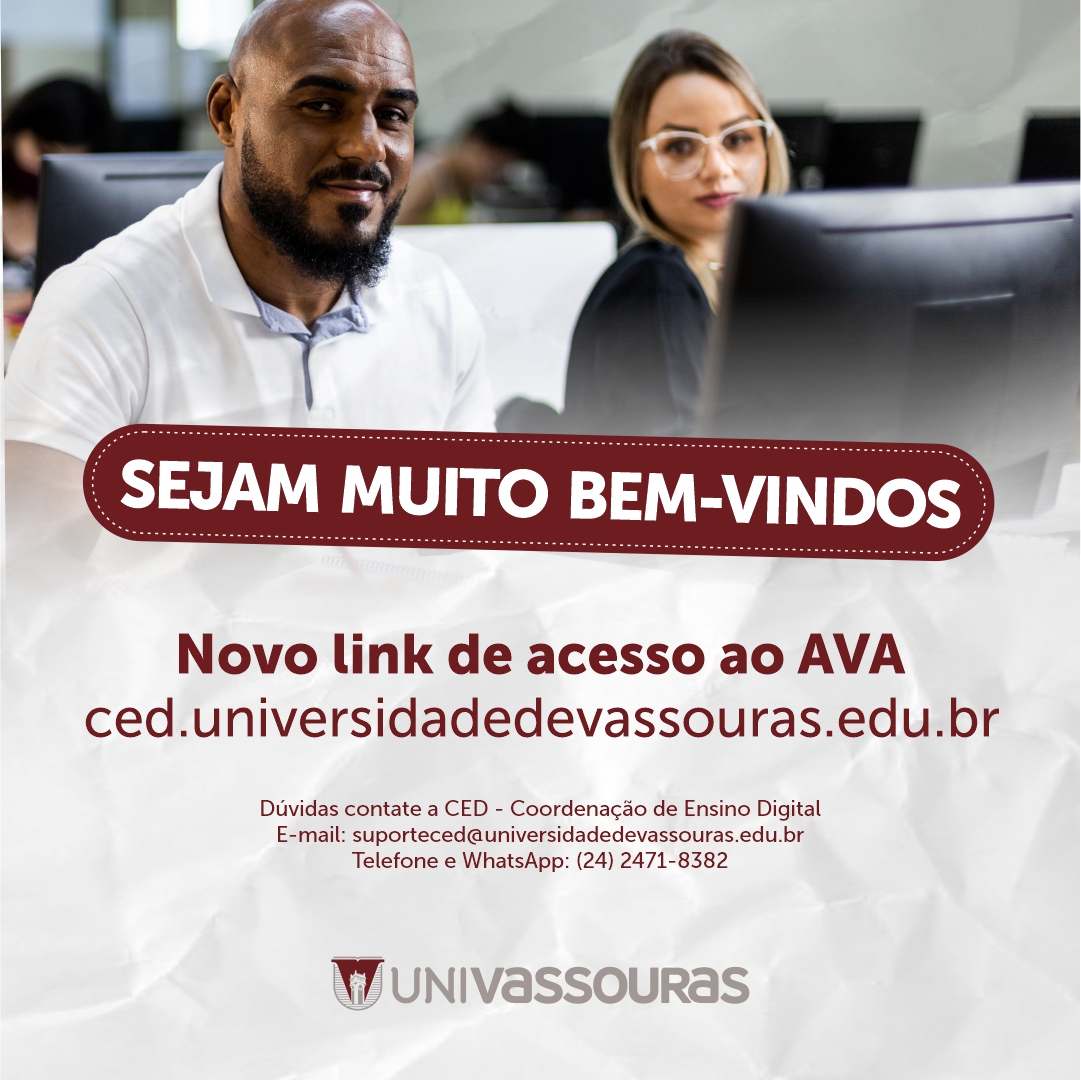 SEJAM MUITO BEM-VINDOS
Novo link de acesso ao AVA
ced.universidadedevassouras.edu.br
Dúvidas contate a CED - Coordenação de Ensino Digital
E-mail: suporteced@universidadedevassouras.edu.br
Telefone e WhatsApp: (24) 2471-8382
UNIVASSOURAS